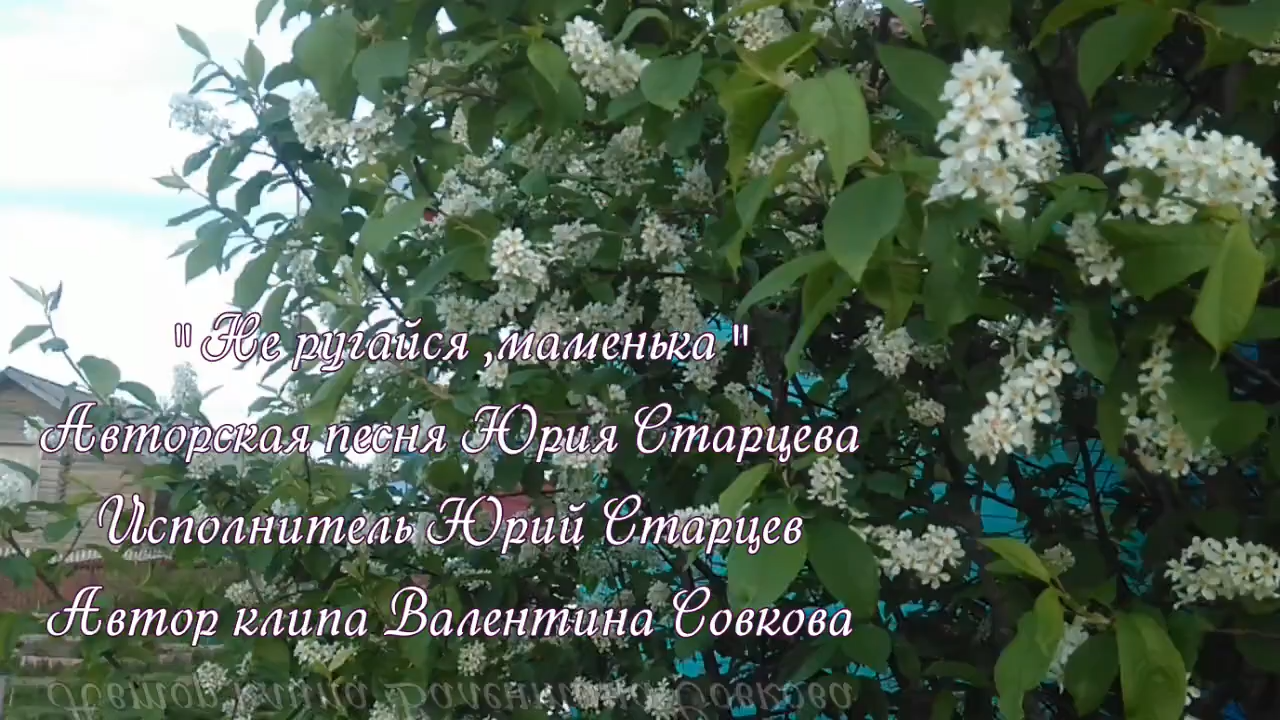 " Не ругайся ,маменька "
Авторская песня Юрия Старцева
Исполнитель Юрий Старцев
Автор клипа Валентина Совкова